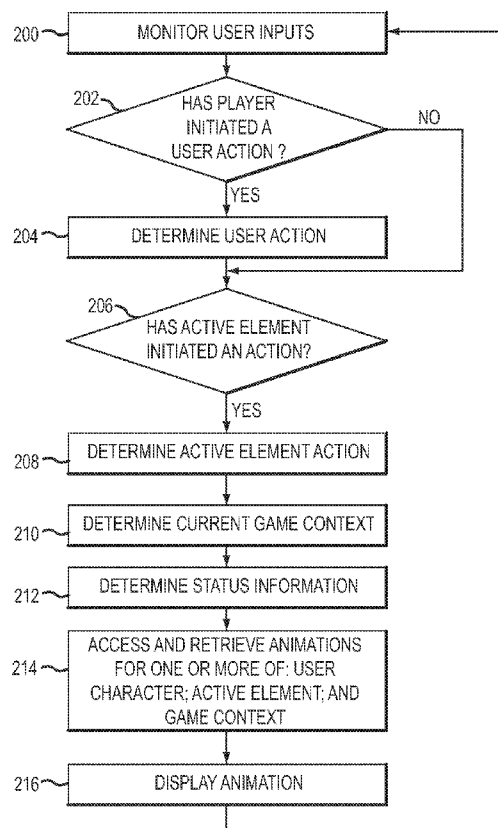 200
MONITOR USER INPUTS
202
HAS PLAYER
INITIATED A
USER ACTION ?
NO
YES
204
DETERMINE USER ACTION
206
HAS ACTIVE ELEMENT
INITIATED AN ACTION?
YES
208
DETERMINE ACTIVE ELEMENT ACTION
210
DETERMINE CURRENT GAME CONTEXT
212
DETERMINE STATUS INFORMATION
214
ACCESS AND RETRIEVE ANIMATIONS
FOR ONE OR MORE OF: USER
CHARACTER; ACTIVE ELEMENT; AND
GAME CONTEXT
216
DISPLAY ANIMATION